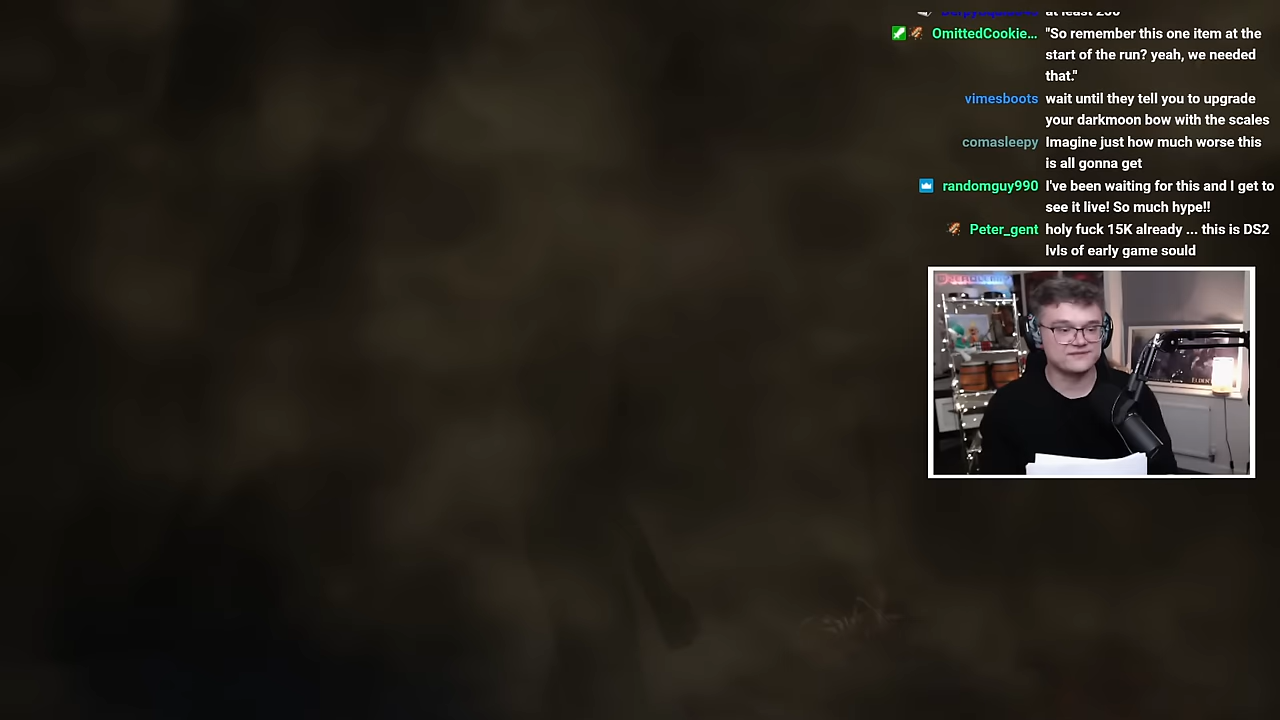 at least 250
OmittedCookie… "So remember this one item at the
start of the run? yeah, we needed
that."
vimesboots wait until they tell you to upgrade
your darkmoon bow with the scales
comasleepy Imagine just how much worse this
is all gonna get
randomguy990 I've been waiting for this and I get to
see it live! So much hype!!
Peter_gent holy fuck 15K already ... this is DS2
lvls of early game sould